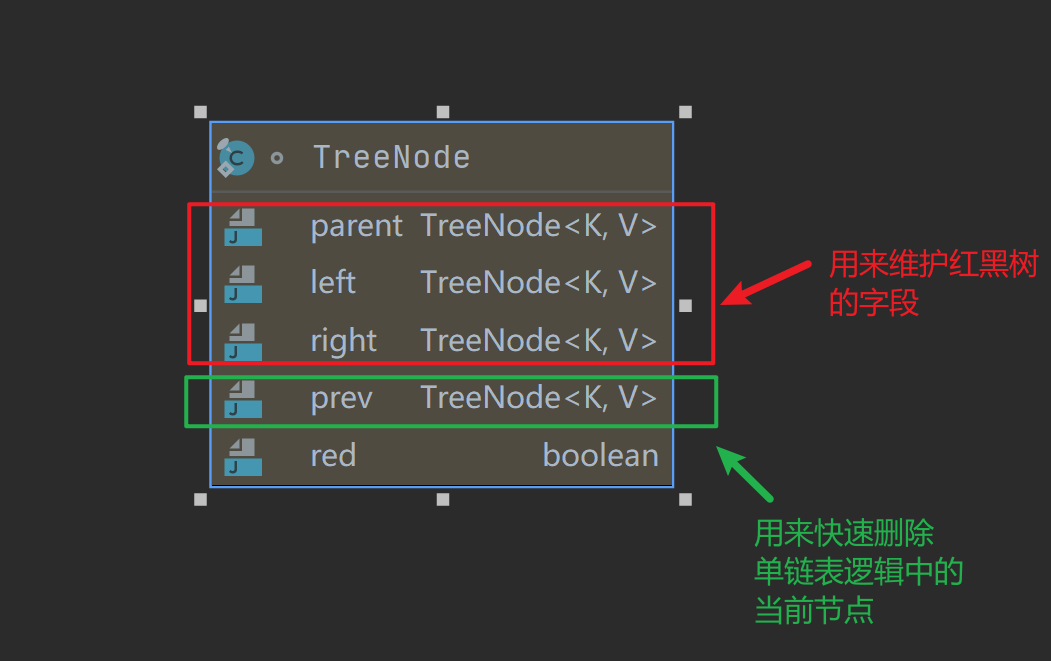 TreeNode
parent TreeNode<K, V>
left TreeNode<K, V>
right TreeNode<K, V>
prev TreeNode<K, V>
red boolean
用来维护红黑树
的字段
用来快速删除
单链表逻辑中的
当前节点